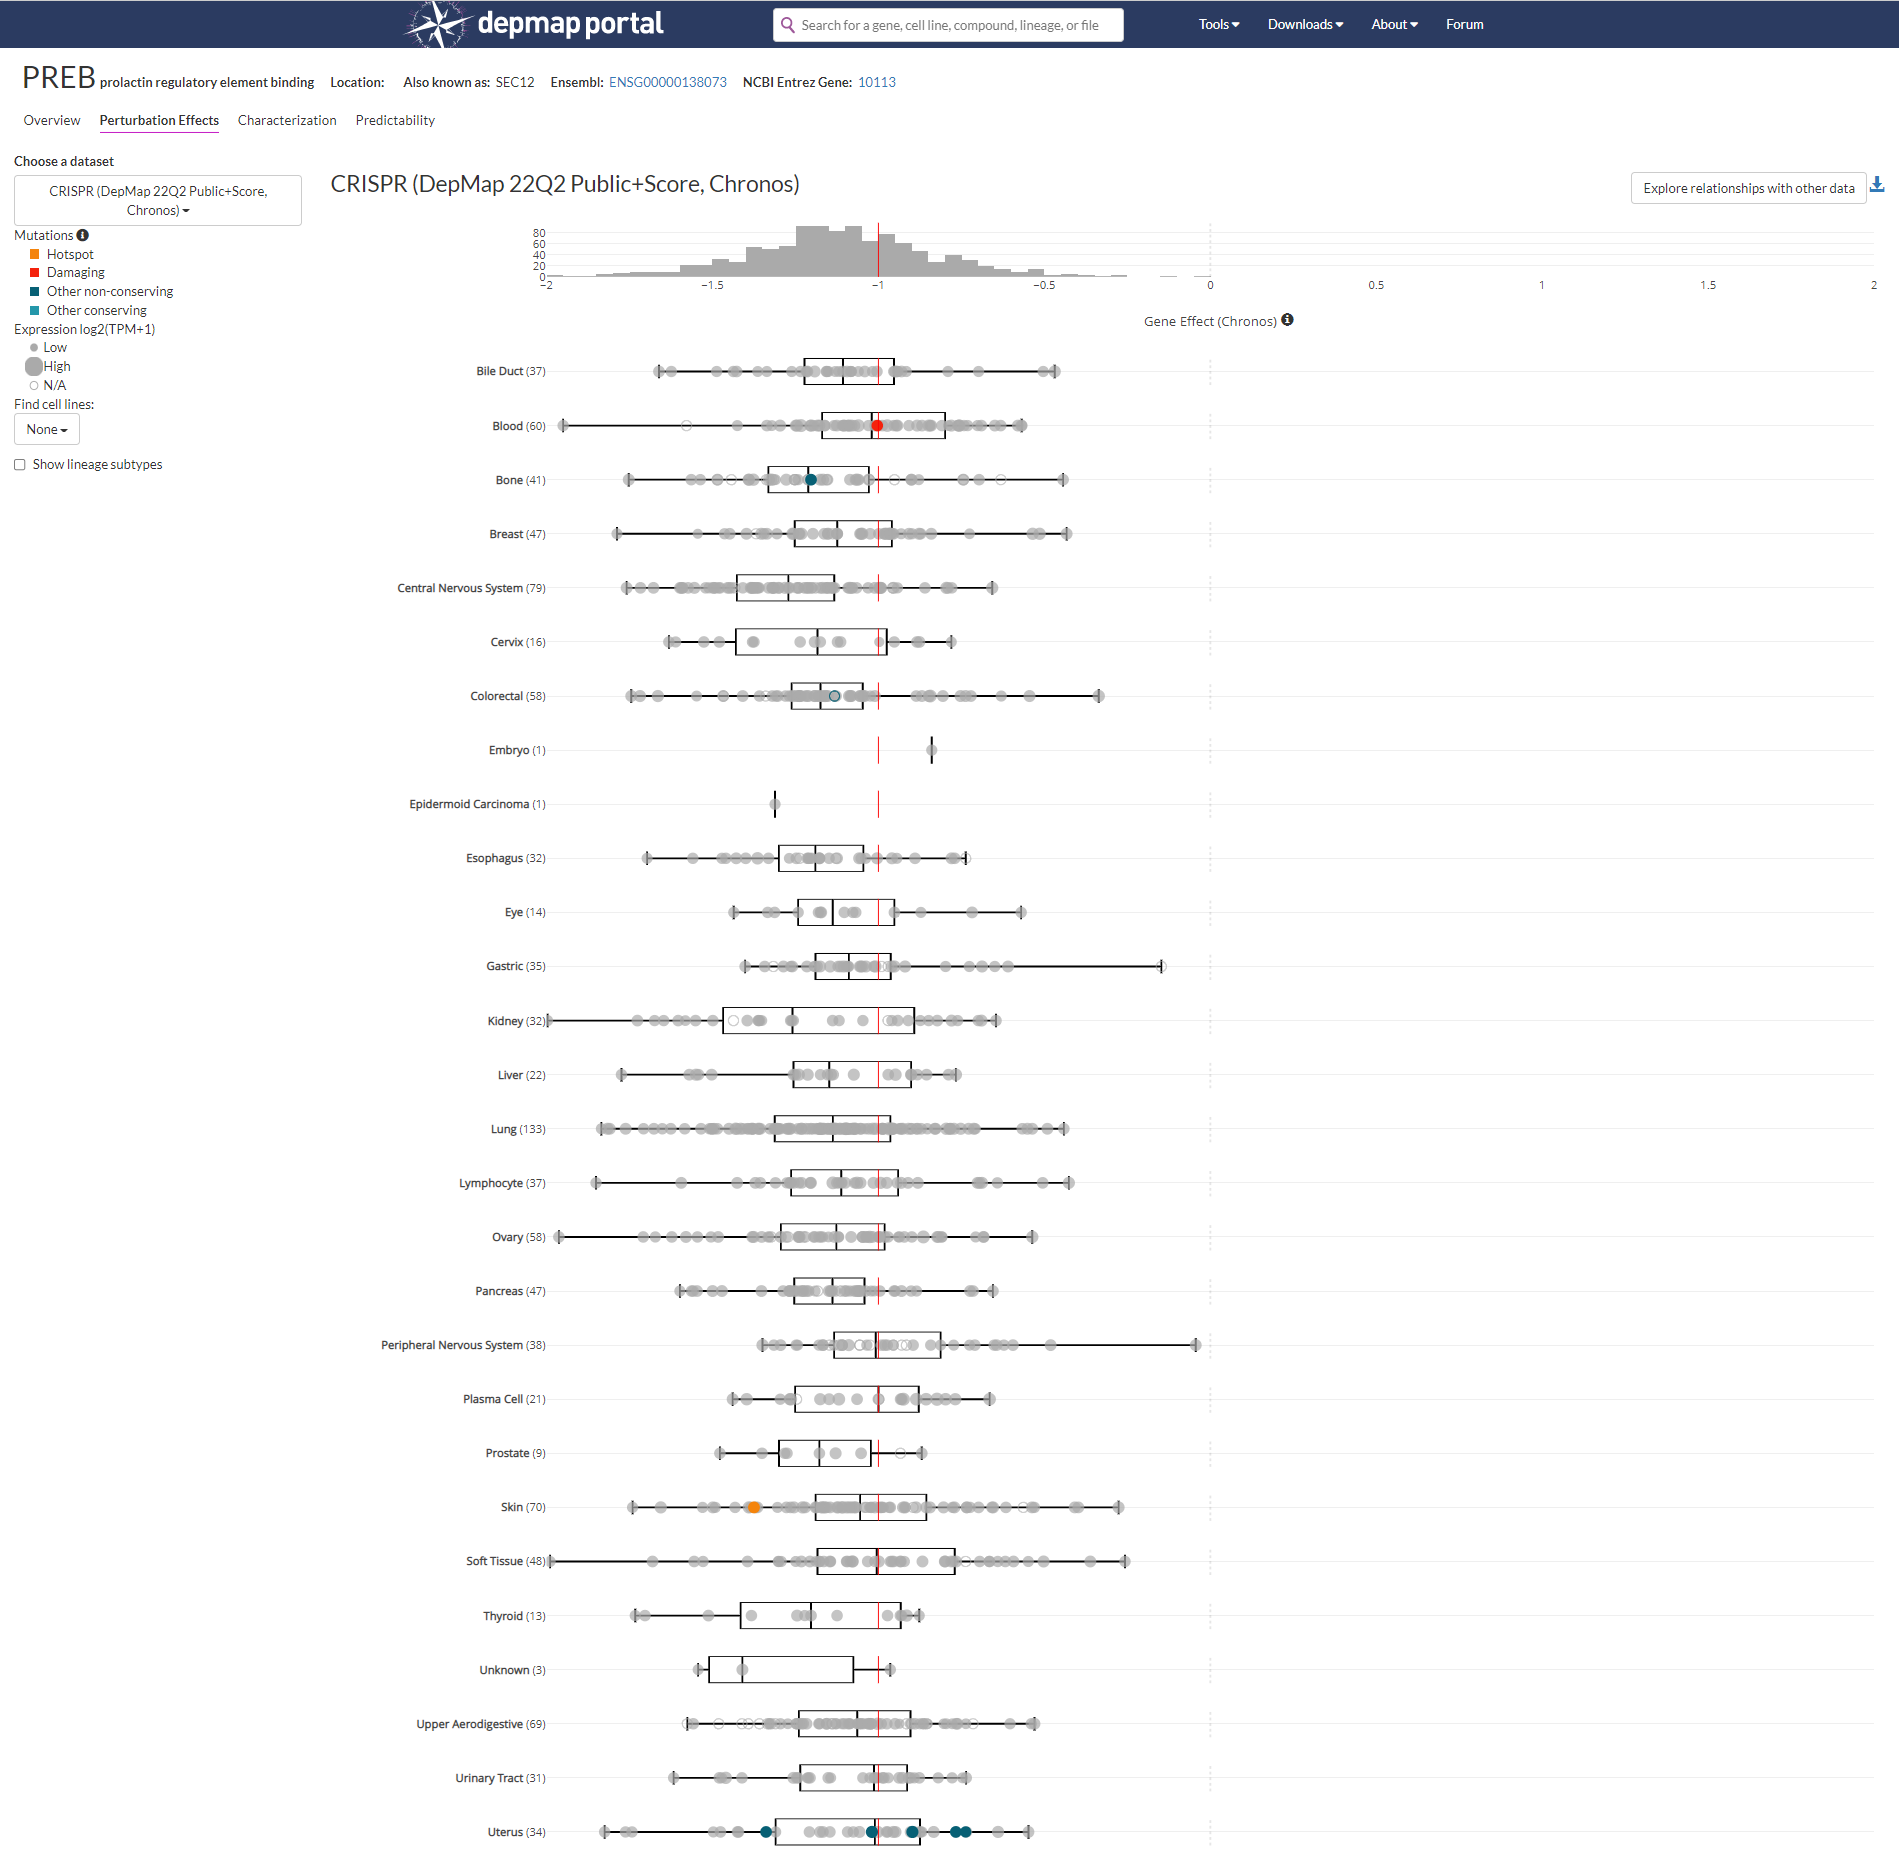 depmap portal
Search for a gene, cell line, compound, lineage, or file
Tools
Downloads
About
Forum
PREB prolactin regulatory element binding Location: Also known as: SEC12 Ensembl: ENSG00000138073 NCBI Entrez Gene: 10113
Overview Perturbation Effects Characterization Predictability
Choose a dataset
CRISPR (DepMap 22Q2 Public+Score,
Chronos)
Mutations
Hotspot
Damaging
Other non-conserving
Other conserving
Expression log2(TPM+1)
Low
High
N/A
Find cell lines:
None
Show lineage subtypes
CRISPR (DepMap 22Q2 Public+Score, Chronos)
Explore relationships with other data
80
60
40
20
0
−2 −1.5 −1 −0.5 0 0.5 1 1.5 2
Gene Effect (Chronos)
Bile Duct (37)
Blood (60)
Bone (41)
Breast (47)
Central Nervous System (79)
Cervix (16)
Colorectal (58)
Embryo (1)
Epidermoid Carcinoma (1)
Esophagus (32)
Eye (14)
Gastric (35)
Kidney (32)
Liver (22)
Lung (133)
Lymphocyte (37)
Ovary (58)
Pancreas (47)
Peripheral Nervous System (38)
Plasma Cell (21)
Prostate (9)
Skin (70)
Soft Tissue (48)
Thyroid (13)
Unknown (3)
Upper Aerodigestive (69)
Urinary Tract (31)
Uterus (34)